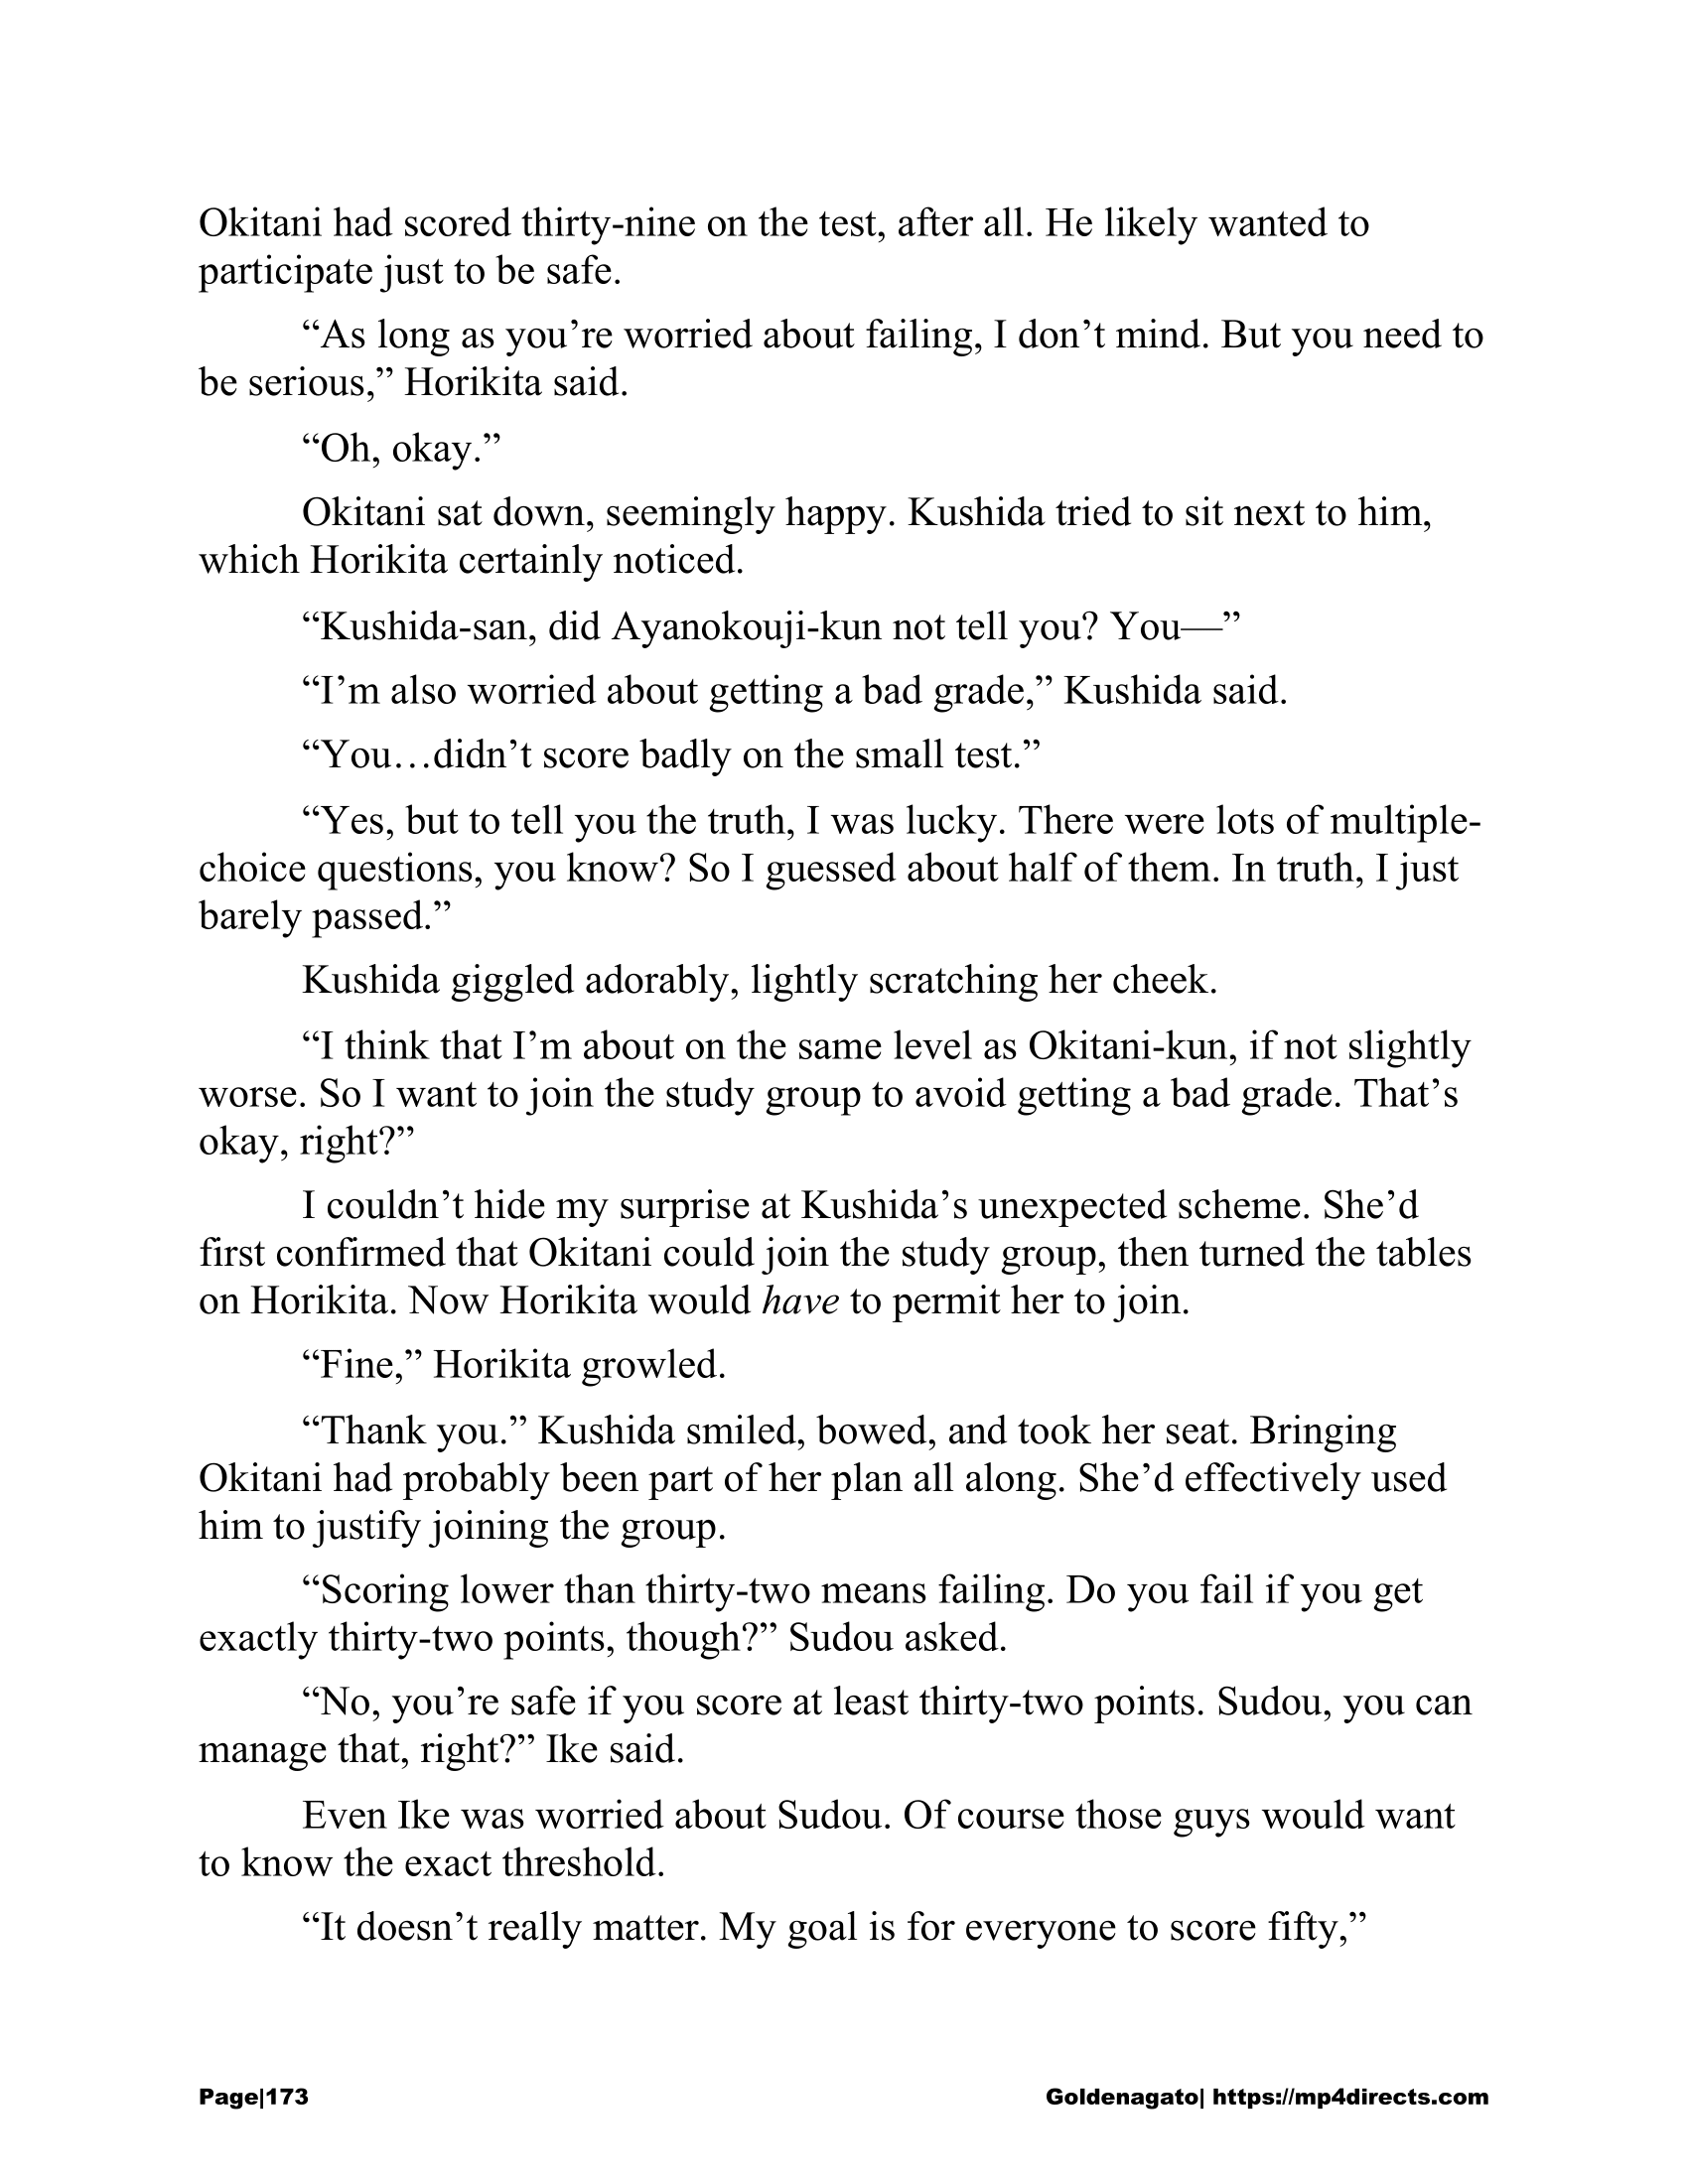 Okitani had scored thirty-nine on the test, after all. He likely wanted to
participate just to be safe.
“As long as you’re worried about failing, I don’t mind. But you need to
be serious,” Horikita said.
“Oh, okay.”
Okitani sat down, seemingly happy. Kushida tried to sit next to him,
which Horikita certainly noticed.
“Kushida-san, did Ayanokouji-kun not tell you? You—”
“I’m also worried about getting a bad grade,” Kushida said.
“You…didn’t score badly on the small test.”
“Yes, but to tell you the truth, I was lucky. There were lots of multiple-
choice questions, you know? So I guessed about half of them. In truth, I just
barely passed.”
Kushida giggled adorably, lightly scratching her cheek.
“I think that I’m about on the same level as Okitani-kun, if not slightly
worse. So I want to join the study group to avoid getting a bad grade. That’s
okay, right?”
I couldn’t hide my surprise at Kushida’s unexpected scheme. She’d
first confirmed that Okitani could join the study group, then turned the tables
on Horikita. Now Horikita would have to permit her to join.
“Fine,” Horikita growled.
“Thank you.” Kushida smiled, bowed, and took her seat. Bringing
Okitani had probably been part of her plan all along. She’d effectively used
him to justify joining the group.
“Scoring lower than thirty-two means failing. Do you fail if you get
exactly thirty-two points, though?” Sudou asked.
“No, you’re safe if you score at least thirty-two points. Sudou, you can
manage that, right?” Ike said.
Even Ike was worried about Sudou. Of course those guys would want
to know the exact threshold.
“It doesn’t really matter. My goal is for everyone to score fifty,”
Page|173 Goldenagato| https://mp4directs.com